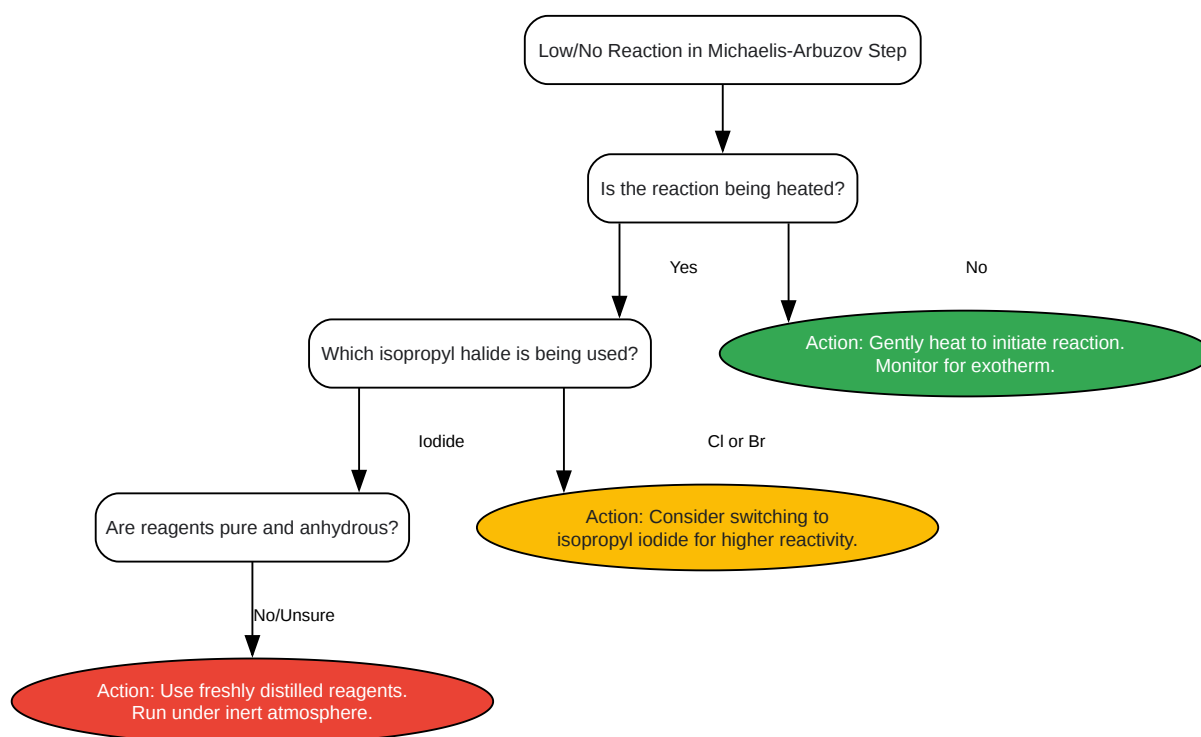 Low/No Reaction in Michaelis-Arbuzov Step
Is the reaction being heated?
Yes
No
Which isopropyl halide is being used?
Action: Gently heat to initiate reaction.
Monitor for exotherm.
Iodide
Cl or Br
Are reagents pure and anhydrous?
Action: Consider switching to
isopropyl iodide for higher reactivity.
No/Unsure
Action: Use freshly distilled reagents.
Run under inert atmosphere.